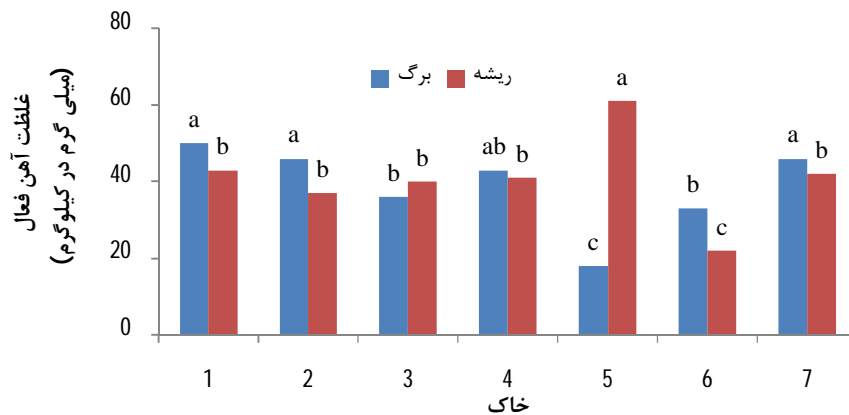 80
60
40
20
0
غلظت آهن فعال
(میلی گرم در کیلوگرم)
برگ ریشه
a b a b b b ab b c a b c a b
1 2 3 4 5 6 7
خاک